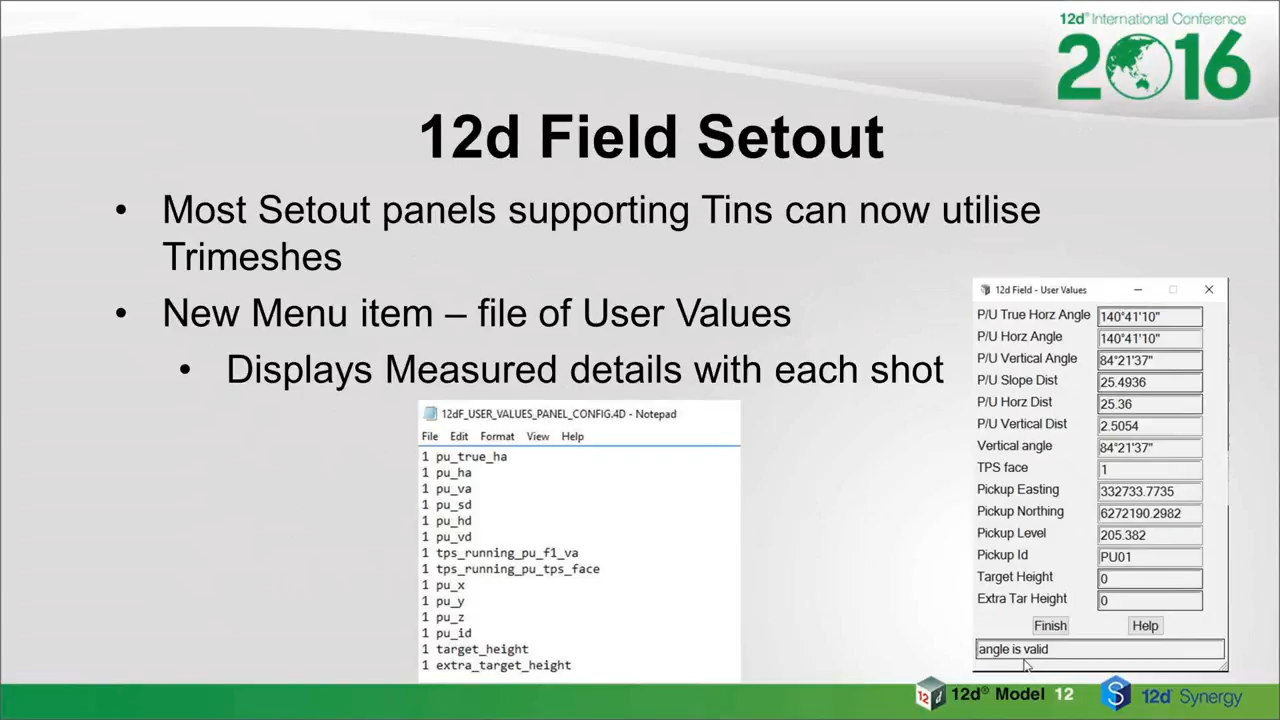 12d® International Conference
2016
12d Field Setout
• Most Setout panels supporting Tins can now utilise
Trimeshes
• New Menu item – file of User Values
• Displays Measured details with each shot
12dF_USER_VALUES_PANEL_CONFIG.4D - Notepad
File Edit Format View Help
1 pu_true_ha
1 pu_ha
1 pu_va
1 pu_sd
1 pu_hd
1 pu_vd
1 tps_running_pu_f1_va
1 tps_running_pu_tps_face
1 pu_x
1 pu_y
1 pu_z
1 pu_id
1 target_height
1 extra_target_height
12d Field - User Values
P/U True Horz Angle 140°41'10"
P/U Horz Angle 140°41'10"
P/U Vertical Angle 84°21'37"
P/U Slope Dist 25.4936
P/U Horz Dist 25.36
P/U Vertical Dist 2.5054
Vertical angle 84°21'37"
TPS face 1
Pickup Easting 332733.7735
Pickup Northing 6272190.2982
Pickup Level 205.382
Pickup Id PU01
Target Height 0
Extra Tar Height 0
Finish Help
angle is valid
12d® Model 12 12d Synergy